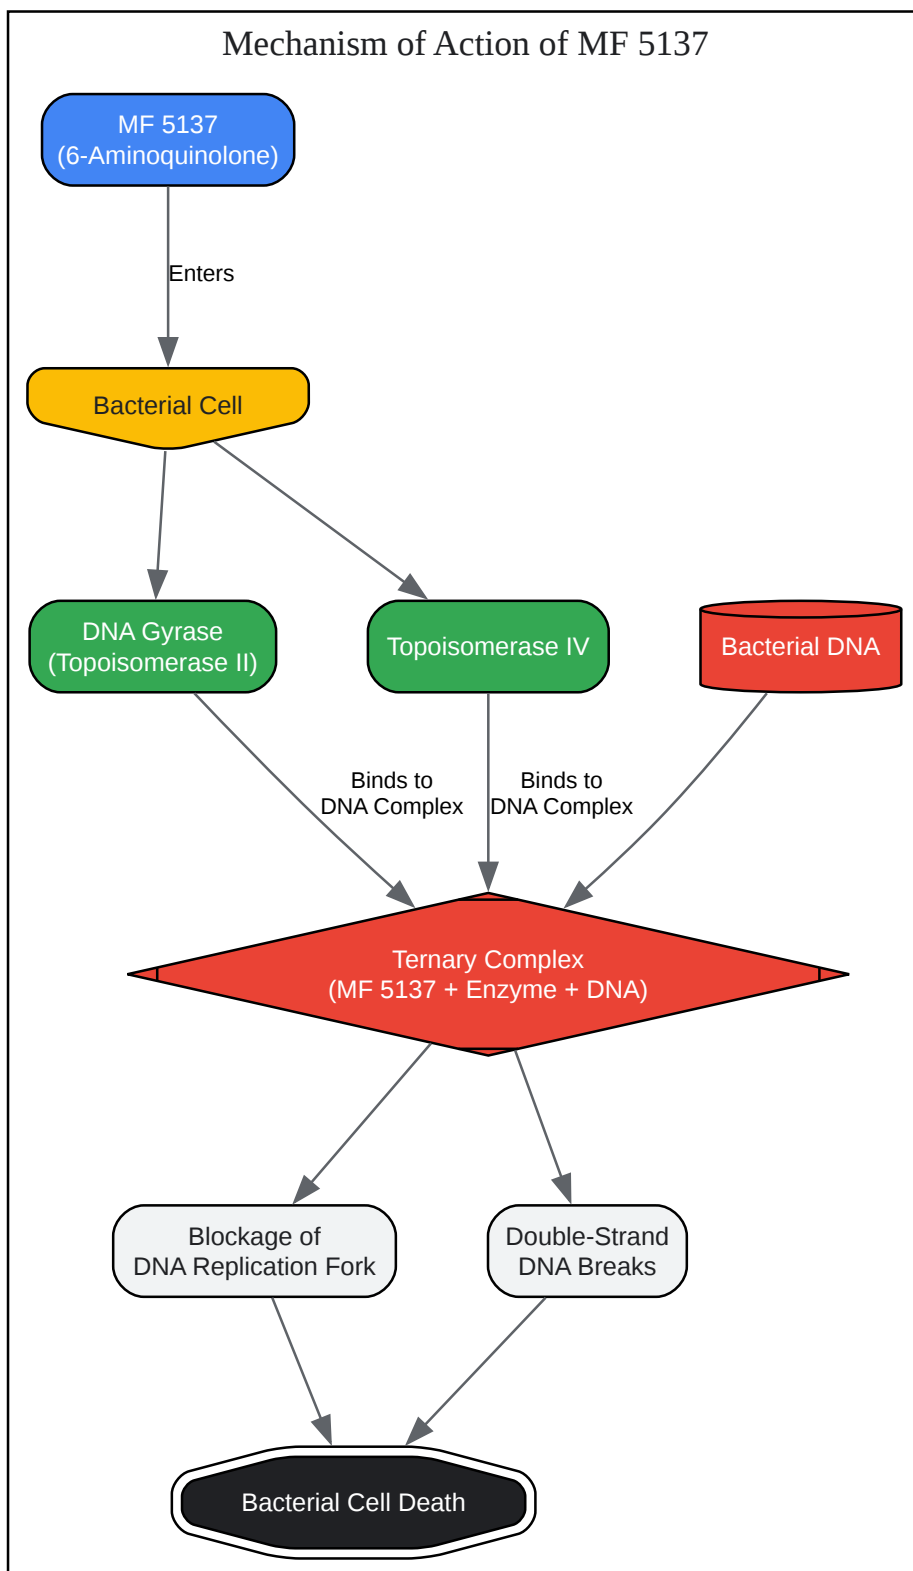 Mechanism of Action of MF 5137
MF 5137
(6-Aminoquinolone)
Enters
Bacterial Cell
DNA Gyrase
(Topoisomerase II)
Topoisomerase IV
Bacterial DNA
Binds to
DNA Complex
Binds to
DNA Complex
Ternary Complex
(MF 5137 + Enzyme + DNA)
Blockage of
DNA Replication Fork
Double-Strand
DNA Breaks
Bacterial Cell Death